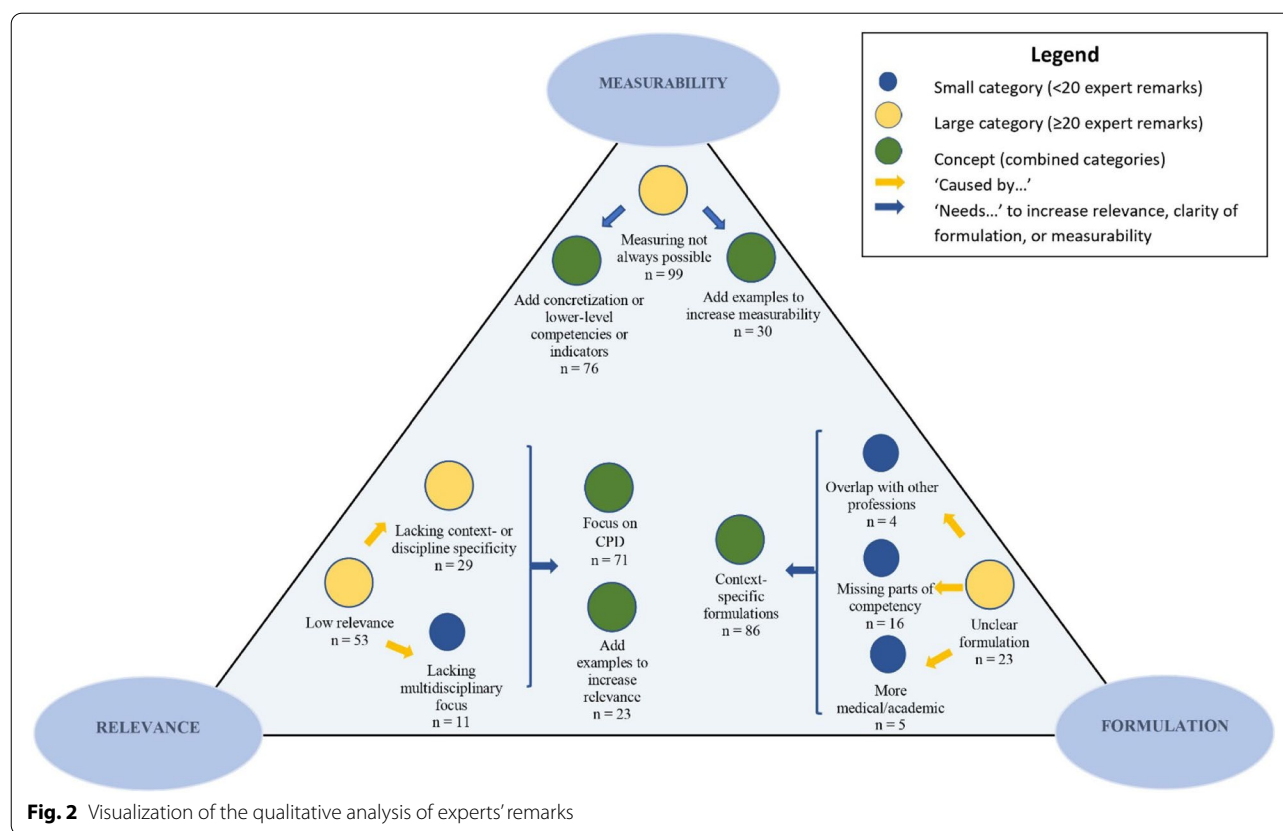 MEASURABILITY
Legend
Small category (<20 expert remarks)
Large category (≥20 expert remarks)
Concept (combined categories)
'Caused by...'
'Needs...' to increase relevance, clarity of
formulation, or measurability
Measuring not
always possible
n = 99
Add concretization or
lower-level
competencies or
indicators
n = 76
Add examples to
increase measurability
n = 30
Lacking context- or
discipline specificity
n = 29
Low relevance
n = 53
Lacking
multidisciplinary
focus
n = 11
Focus on
CPD
n = 71
Add
examples to
increase
relevance
n = 23
Context-
specific
formulations
n = 86
Overlap with other
professions
n = 4
Missing parts of
competency
n = 16
More
medical/academic
n = 5
Unclear
formulation
n = 23
RELEVANCE
FORMULATION
Fig. 2 Visualization of the qualitative analysis of experts' remarks